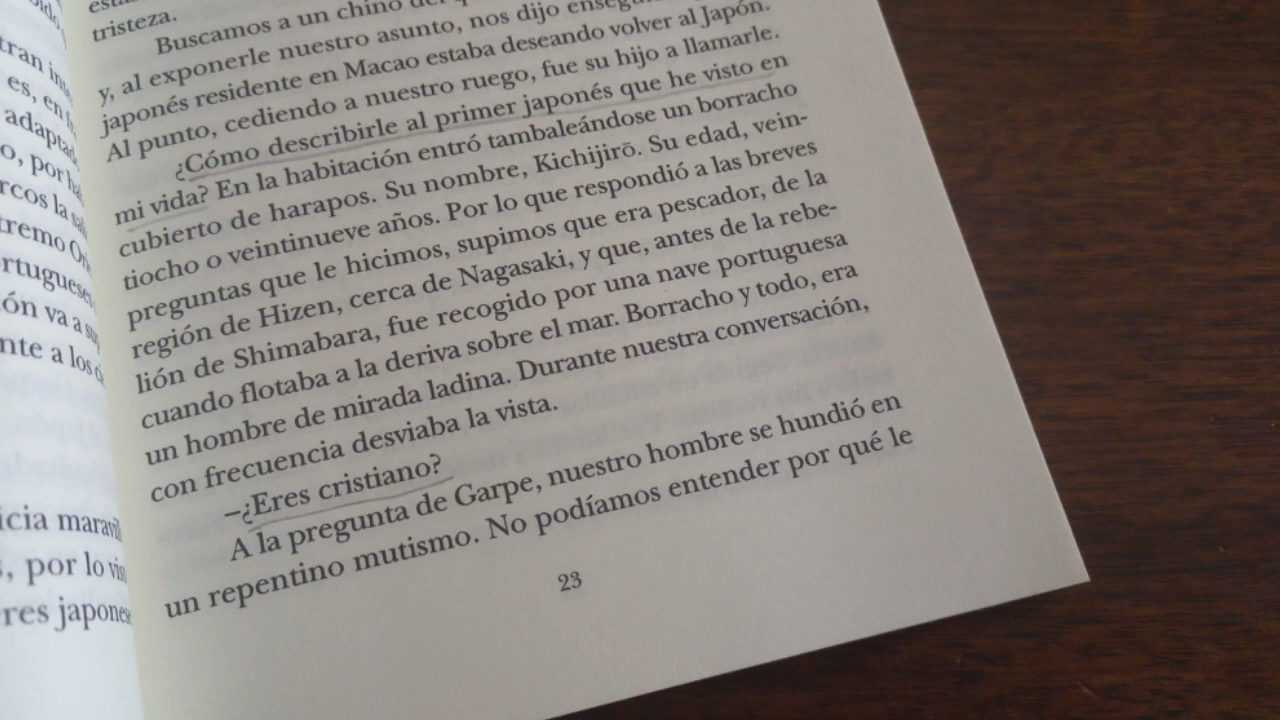 tran
es, en
adaptad
o, por
rcos la
tremo
rtugueses
ón va a
nte a los
icia
, por lo
res
tristeza.
Buscamos a un chino del
y, al exponerle nuestro asunto, nos dijo
japonés residente en Macao estaba deseando volver al Japón.
Al punto, cediendo a nuestro ruego, fue su hijo a llamarle.
¿Cómo describirle al primer japonés que he visto en
mi vida? En la habitación entró tambaleándose un borracho
cubierto de harapos. Su nombre, Kichijirō. Su edad, vein-
tiocho o veintinueve años. Por lo que respondió a las breves
preguntas que le hicimos, supimos que era pescador, de la
región de Hizen, cerca de Nagasaki, y que, antes de la rebe-
lión de Shimabara, fue recogido por una nave portuguesa
cuando flotaba a la deriva sobre el mar. Borracho y todo, era
un hombre de mirada ladina. Durante nuestra conversación,
con frecuencia desviaba la vista.
–¿Eres cristiano?
A la pregunta de Garpe, nuestro hombre se hundió en
un repentino mutismo. No podíamos entender por qué le
23